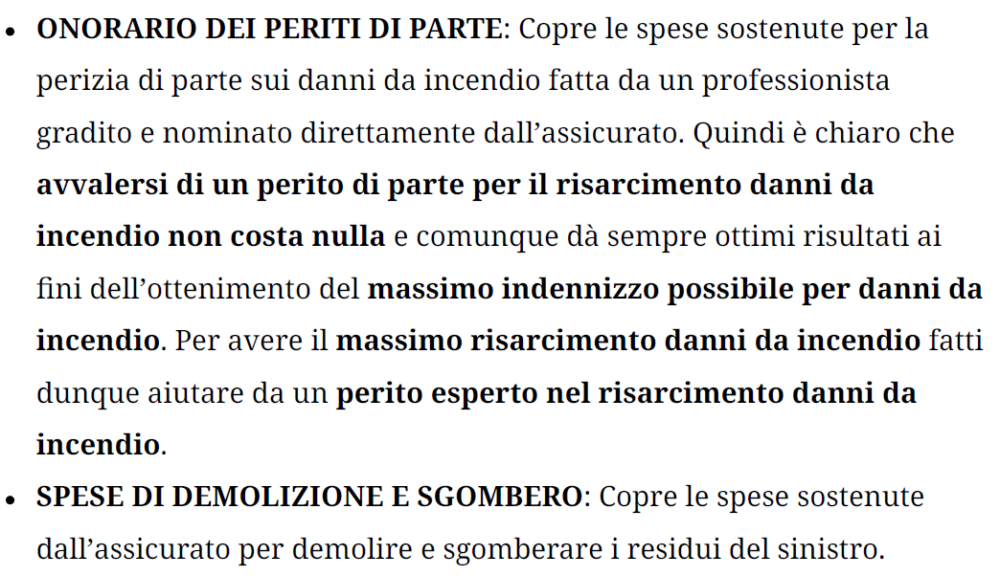 • ONORARIO DEI PERITI DI PARTE: Copre le spese sostenute per la
perizia di parte sui danni da incendio fatta da un professionista
gradito e nominato direttamente dall’assicurato. Quindi è chiaro che
avvalersi di un perito di parte per il risarcimento danni da
incendio non costa nulla e comunque dà sempre ottimi risultati ai
fini dell’ottenimento del massimo indennizzo possibile per danni da
incendio. Per avere il massimo risarcimento danni da incendio fatti
dunque aiutare da un perito esperto nel risarcimento danni da
incendio.
• SPESE DI DEMOLIZIONE E SGOMBERO: Copre le spese sostenute
dall’assicurato per demolire e sgomberare i residui del sinistro.